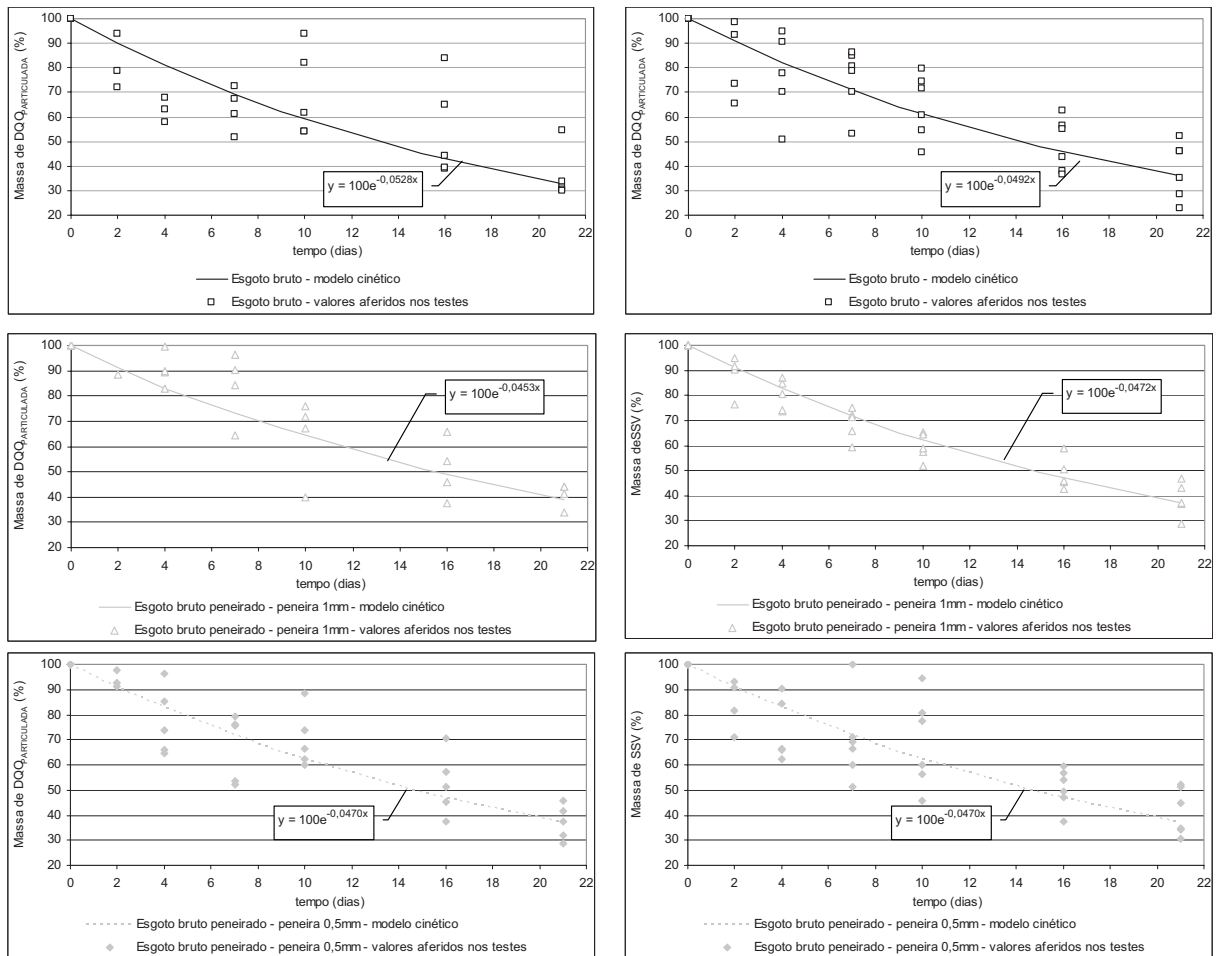 Massa de DQO PARTICULADA (%)
100
90
80
70
60
50
40
30
20
y = 100e^-0,0528x
0 2 4 6 8 10 12 14 16 18 20 22
tempo (dias)
Esgoto bruto - modelo cinético
Esgoto bruto - valores aferidos nos testes
Massa de DQO PARTICULADA (%)
100
90
80
70
60
50
40
30
20
y = 100e^-0,0492x
0 2 4 6 8 10 12 14 16 18 20 22
tempo (dias)
Esgoto bruto - modelo cinético
Esgoto bruto - valores aferidos nos testes
Massa de DQO PARTICULADA (%)
100
90
80
70
60
50
40
30
20
y = 100e^-0,0453x
0 2 4 6 8 10 12 14 16 18 20 22
tempo (dias)
Esgoto bruto peneirado - peneira 1mm - modelo cinético
Esgoto bruto peneirado - peneira 1mm - valores aferidos nos testes
Massa deSSV (%)
100
90
80
70
60
50
40
30
20
y = 100e^-0,0472x
0 2 4 6 8 10 12 14 16 18 20 22
tempo (dias)
Esgoto bruto peneirado - peneira 1mm - modelo cinético
Esgoto bruto peneirado - peneira 1mm - valores aferidos nos testes
Massa de DQO PARTICULADA (%)
100
90
80
70
60
50
40
30
20
y = 100e^-0,0470x
0 2 4 6 8 10 12 14 16 18 20 22
tempo (dias)
Esgoto bruto peneirado - peneira 0,5mm - modelo cinético
Esgoto bruto peneirado - peneira 0,5mm - valores aferidos nos testes
Massa de SSV (%)
100
90
80
70
60
50
40
30
20
y = 100e^-0,0470x
0 2 4 6 8 10 12 14 16 18 20 22
tempo (dias)
Esgoto bruto peneirado - peneira 0,5mm - modelo cinético
Esgoto bruto peneirado - peneira 0,5mm - valores aferidos nos testes